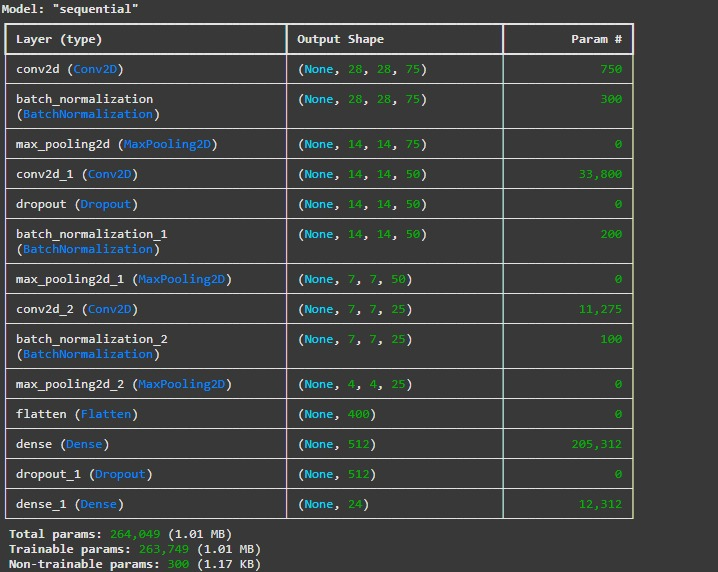 Model: "sequential"
Layer (type) Output Shape Param #
conv2d (Conv2D) (None, 28, 28, 75) 750
batch_normalization (None, 28, 28, 75) 300
(BatchNormalization)
max_pooling2d (MaxPooling2D) (None, 14, 14, 75) 0
conv2d_1 (Conv2D) (None, 14, 14, 50) 33,800
dropout (Dropout) (None, 14, 14, 50) 0
batch_normalization_1 (None, 14, 14, 50) 200
(BatchNormalization)
max_pooling2d_1 (MaxPooling2D) (None, 7, 7, 50) 0
conv2d_2 (Conv2D) (None, 7, 7, 25) 11,275
batch_normalization_2 (None, 7, 7, 25) 100
(BatchNormalization)
max_pooling2d_2 (MaxPooling2D) (None, 4, 4, 25) 0
flatten (Flatten) (None, 400) 0
dense (Dense) (None, 512) 205,312
dropout_1 (Dropout) (None, 512) 0
dense_1 (Dense) (None, 24) 12,312
Total params: 264,049 (1.01 MB)
Trainable params: 263,749 (1.01 MB)
Non-trainable params: 300 (1.17 KB)